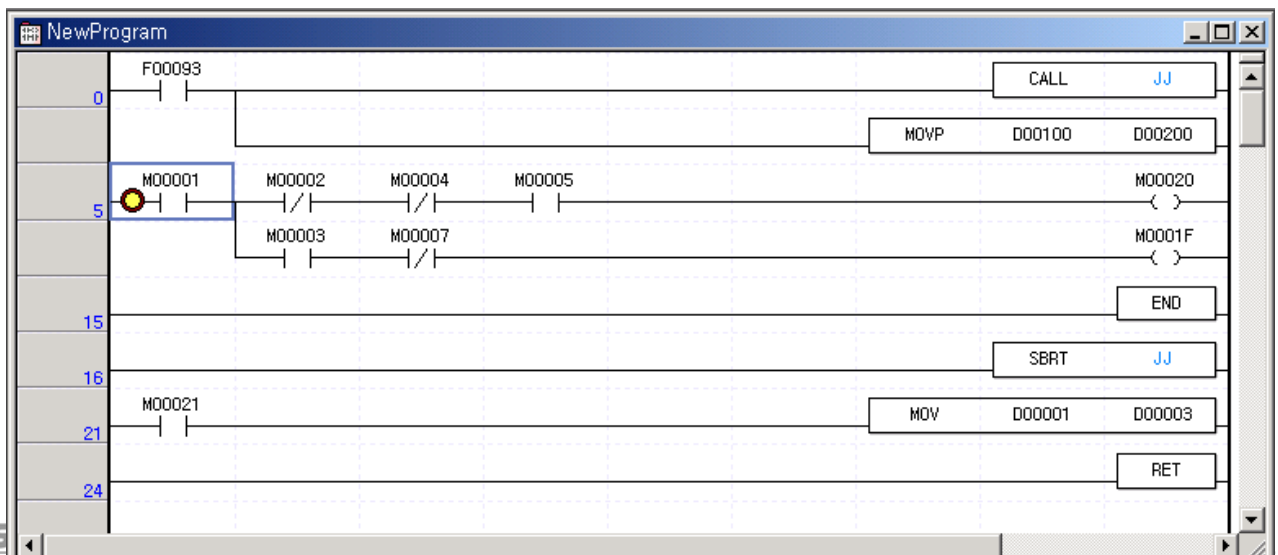 NewProgram
F00093
0
CALL JJ
MOVP D00100 D00200
M00001 M00002 M00004 M00005 M00020
5
M00003 M00007 M0001F
END
15
SBRT JJ
16
M00021
MOV D00001 D00003
21
RET
24